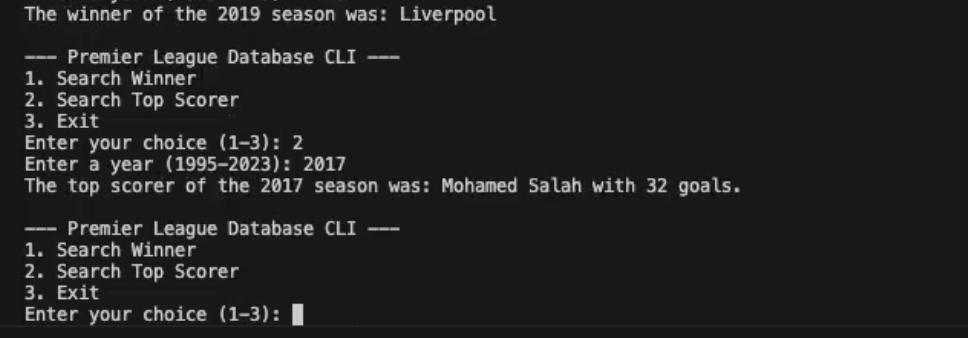 The winner of the 2019 season was: Liverpool
--- Premier League Database CLI ---
1. Search Winner
2. Search Top Scorer
3. Exit
Enter your choice (1-3): 2
Enter a year (1995-2023): 2017
The top scorer of the 2017 season was: Mohamed Salah with 32 goals.
--- Premier League Database CLI ---
1. Search Winner
2. Search Top Scorer
3. Exit
Enter your choice (1-3):